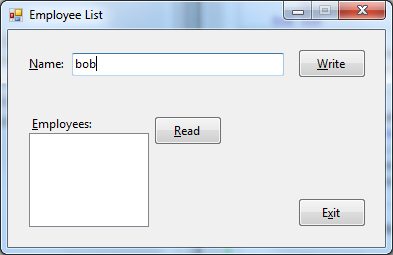 Employee List
Name: bob Write
Employees:
Read
Exit